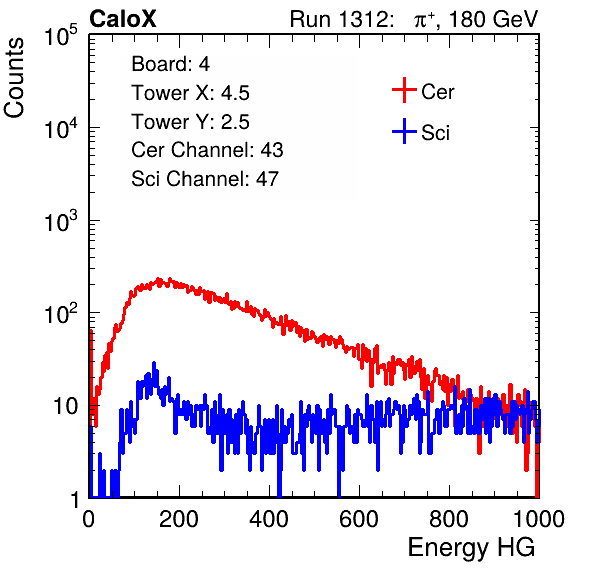 CaloX Run 1312: π⁺, 180 GeV
Counts
Board: 4
Tower X: 4.5
Tower Y: 2.5
Cer Channel: 43
Sci Channel: 47
Cer
Sci
10⁵
10⁴
10³
10²
10
1
0 200 400 600 800 1000
Energy HG